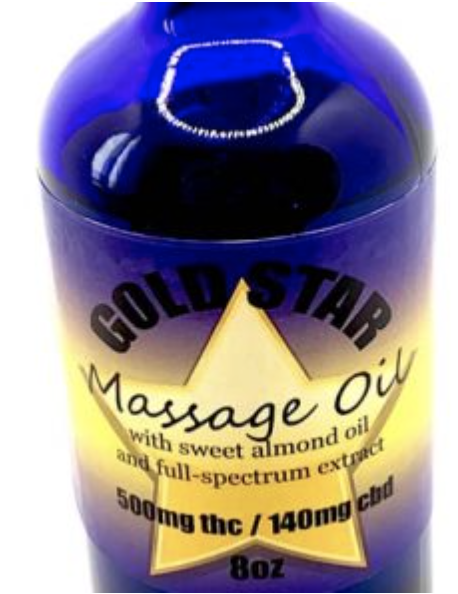 GOLD STAR
Massage Oil
with sweet almond oil
and full-spectrum extract
500mg thc / 140mg cbd
8oz